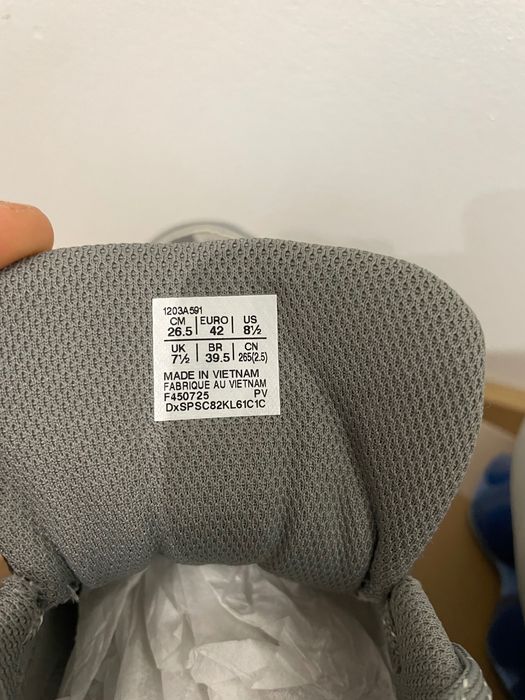 1203A591
CM EURO US
26.5 42 8½
UK BR CN
7½ 39.5 265(2.5)
MADE IN VIETNAM
FABRIQUE AU VIETNAM
F450725 PV
DxSPSC82KL61C1C